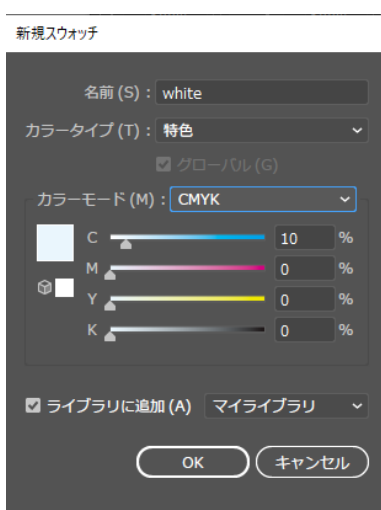 新規スウォッチ
名前 (S) : white
カラータイプ (T) : 特色
グローバル (G)
カラーモード (M) : CMYK
C 10 %
M 0 %
Y 0 %
K 0 %
ライブラリに追加 (A) マイライブラリ
OK キャンセル